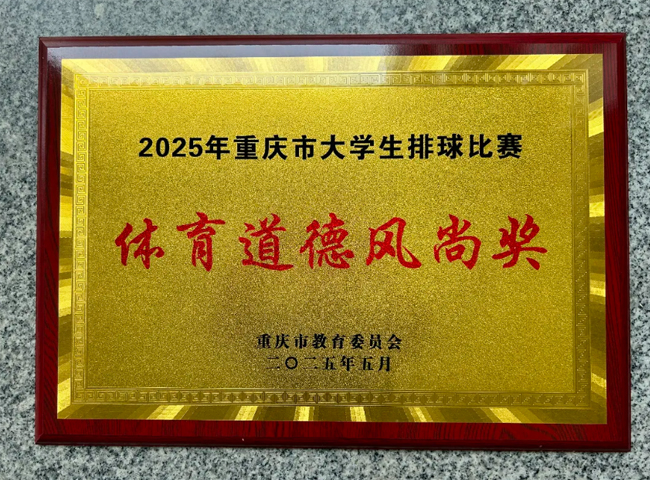 2025年重庆市大学生排球比赛
体育道德风尚奖
重庆市教育委员会
二〇二五年五月